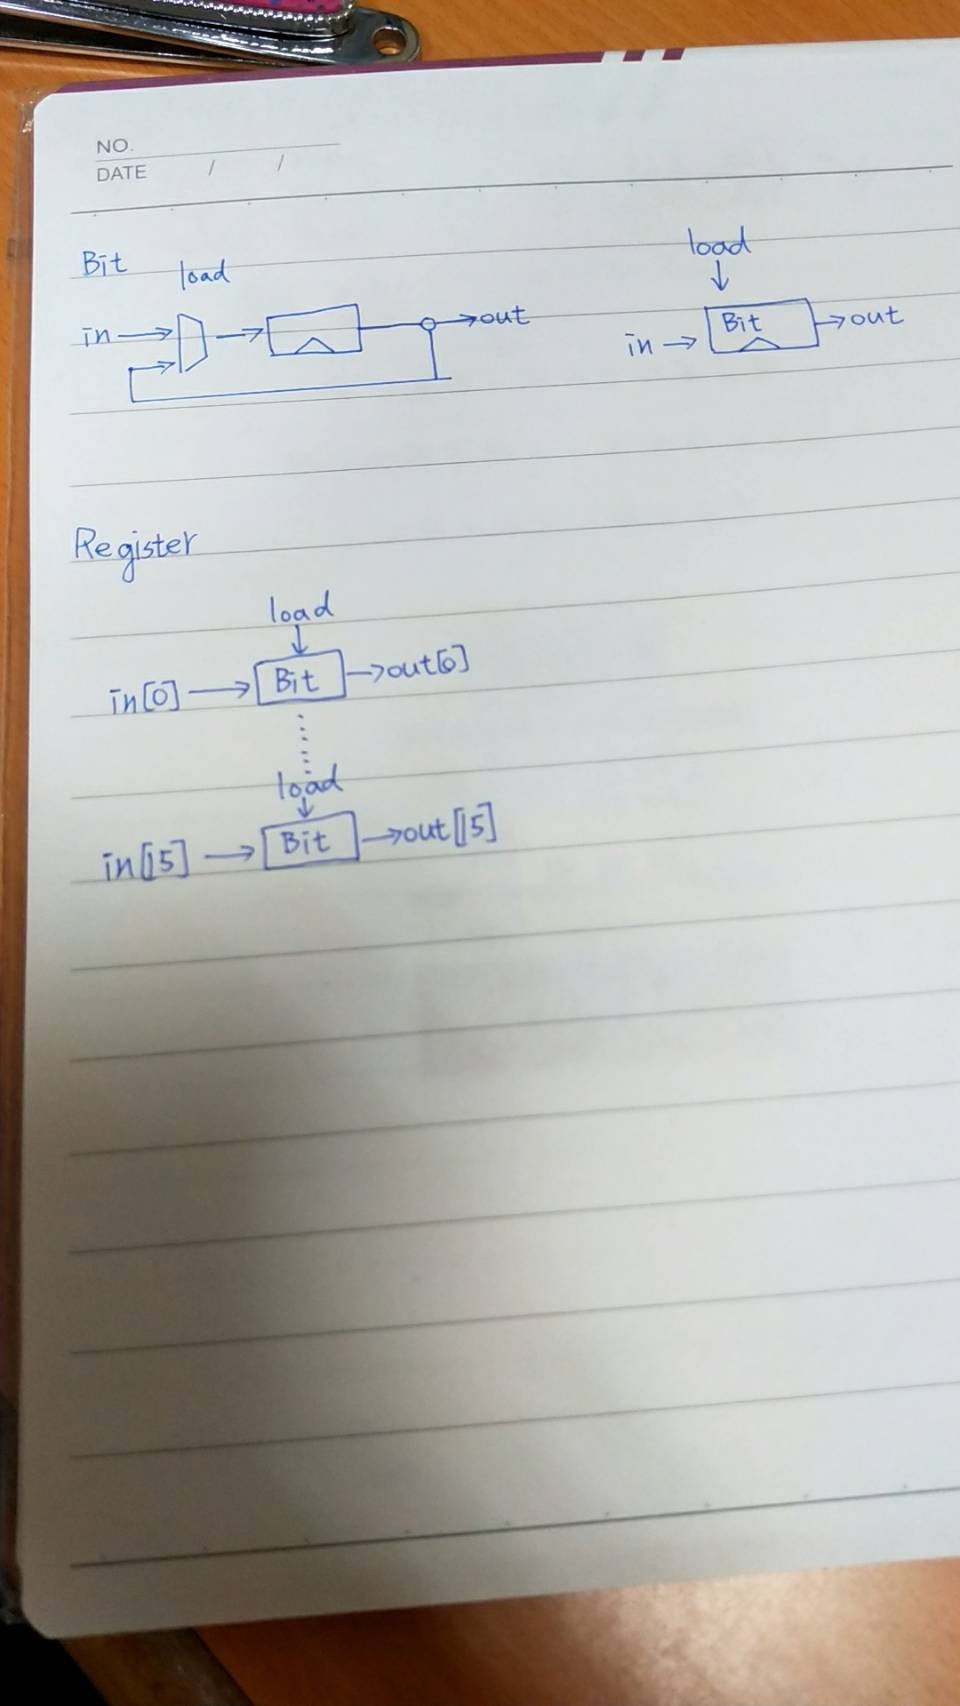 NO.
DATE / /
Bit
load
in
out
load
in
Bit
out
Register
load
in[0]
Bit
out[0]
load
in[15]
Bit
out[15]